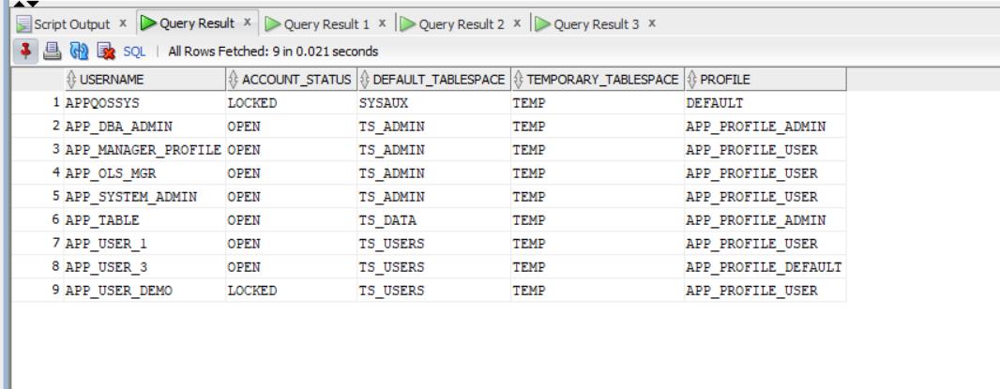 Script Output x Query Result x Query Result 1 x Query Result 2 x Query Result 3 x
SQL | All Rows Fetched: 9 in 0.021 seconds
USERNAME ACCOUNT_STATUS DEFAULT_TABLESPACE TEMPORARY_TABLESPACE PROFILE
1 APPQOSSYS LOCKED SYSAUX TEMP DEFAULT
2 APP_DBA_ADMIN OPEN TS_ADMIN TEMP APP_PROFILE_ADMIN
3 APP_MANAGER_PROFILE OPEN TS_ADMIN TEMP APP_PROFILE_USER
4 APP_OLS_MGR OPEN TS_ADMIN TEMP APP_PROFILE_USER
5 APP_SYSTEM_ADMIN OPEN TS_ADMIN TEMP APP_PROFILE_USER
6 APP_TABLE OPEN TS_DATA TEMP APP_PROFILE_ADMIN
7 APP_USER_1 OPEN TS_USERS TEMP APP_PROFILE_USER
8 APP_USER_3 OPEN TS_USERS TEMP APP_PROFILE_DEFAULT
9 APP_USER_DEMO LOCKED TS_USERS TEMP APP_PROFILE_USER